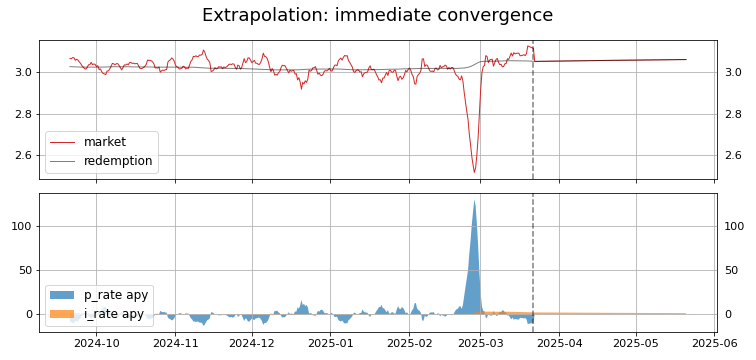 Extrapolation: immediate convergence
3.0
2.8
2.6
market
redemption
3.0
2.8
2.6
100
50
0
p_rate apy
i_rate apy
100
50
0
2024-10 2024-11 2024-12 2025-01 2025-02 2025-03 2025-04 2025-05 2025-06